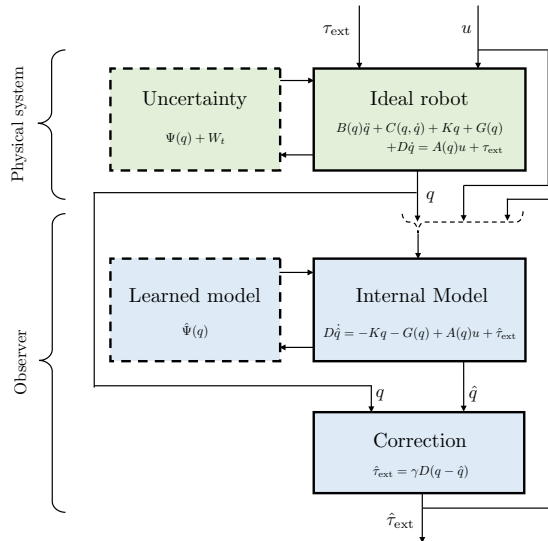 τ_ext
u
Physical system
Uncertainty
Ψ(q) + W_t
Ideal robot
B(q)q̈ + C(q, q̇) + Kq + G(q)
+Dq̇ = A(q)u + τ_ext
q
Observer
Learned model
Ψ̂(q)
Internal Model
Dq̂̇ = −Kq − G(q) + A(q)u + τ̂_ext
q
q̂
Correction
τ̂_ext = γD(q − q̂)
τ̂_ext